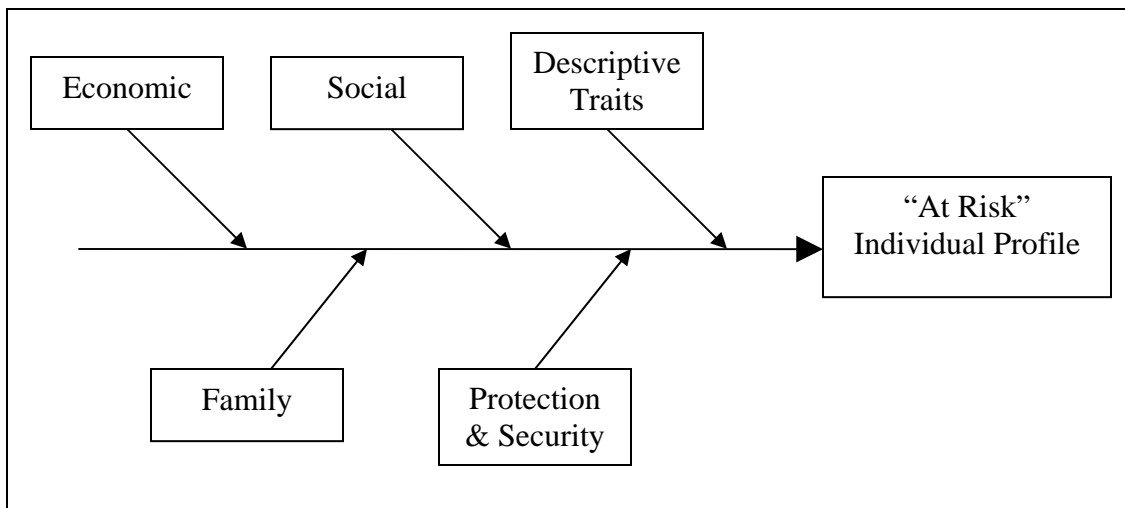 Economic
Social
Descriptive
Traits
“At Risk”
Individual Profile
Family
Protection
& Security